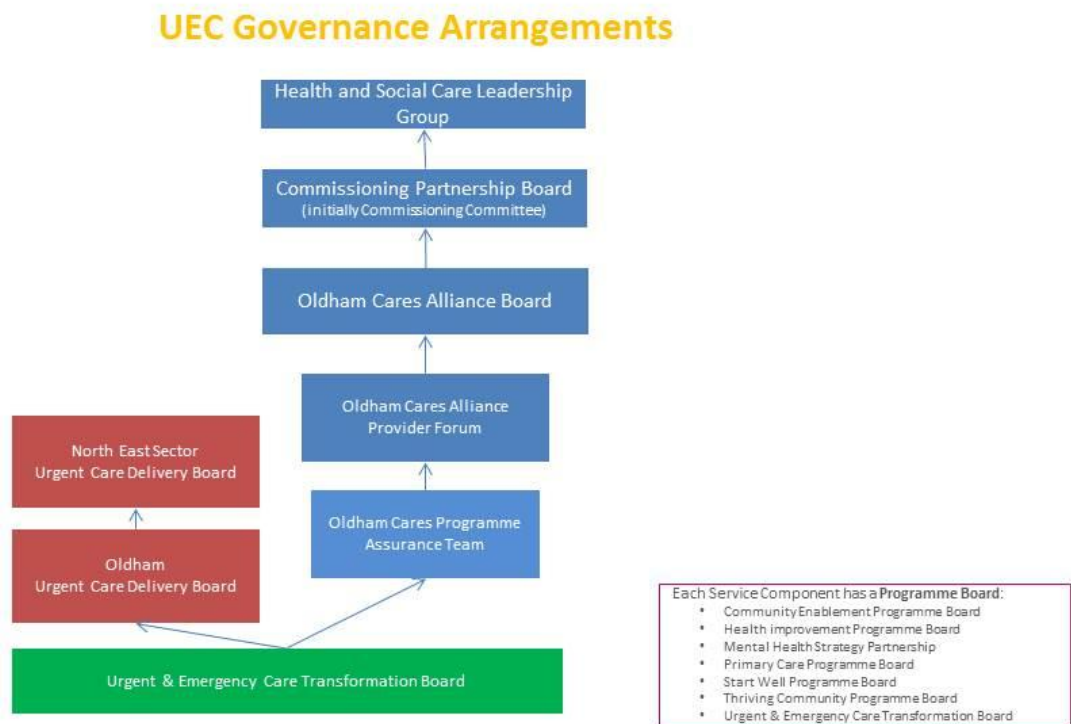 UEC Governance Arrangements
Health and Social Care Leadership
Group
Commissioning Partnership Board
(initially Commissioning Committee)
Oldham Cares Alliance Board
Oldham Cares Alliance
Provider Forum
North East Sector
Urgent Care Delivery Board
Oldham Cares Programme
Assurance Team
Oldham
Urgent Care Delivery Board
Urgent & Emergency Care Transformation Board
Each Service Component has a Programme Board:
• Community Enablement Programme Board
• Health improvement Programme Board
• Mental Health Strategy Partnership
• Primary Care Programme Board
• Start Well Programme Board
• Thriving Community Programme Board
• Urgent & Emergency Care Transformation Board